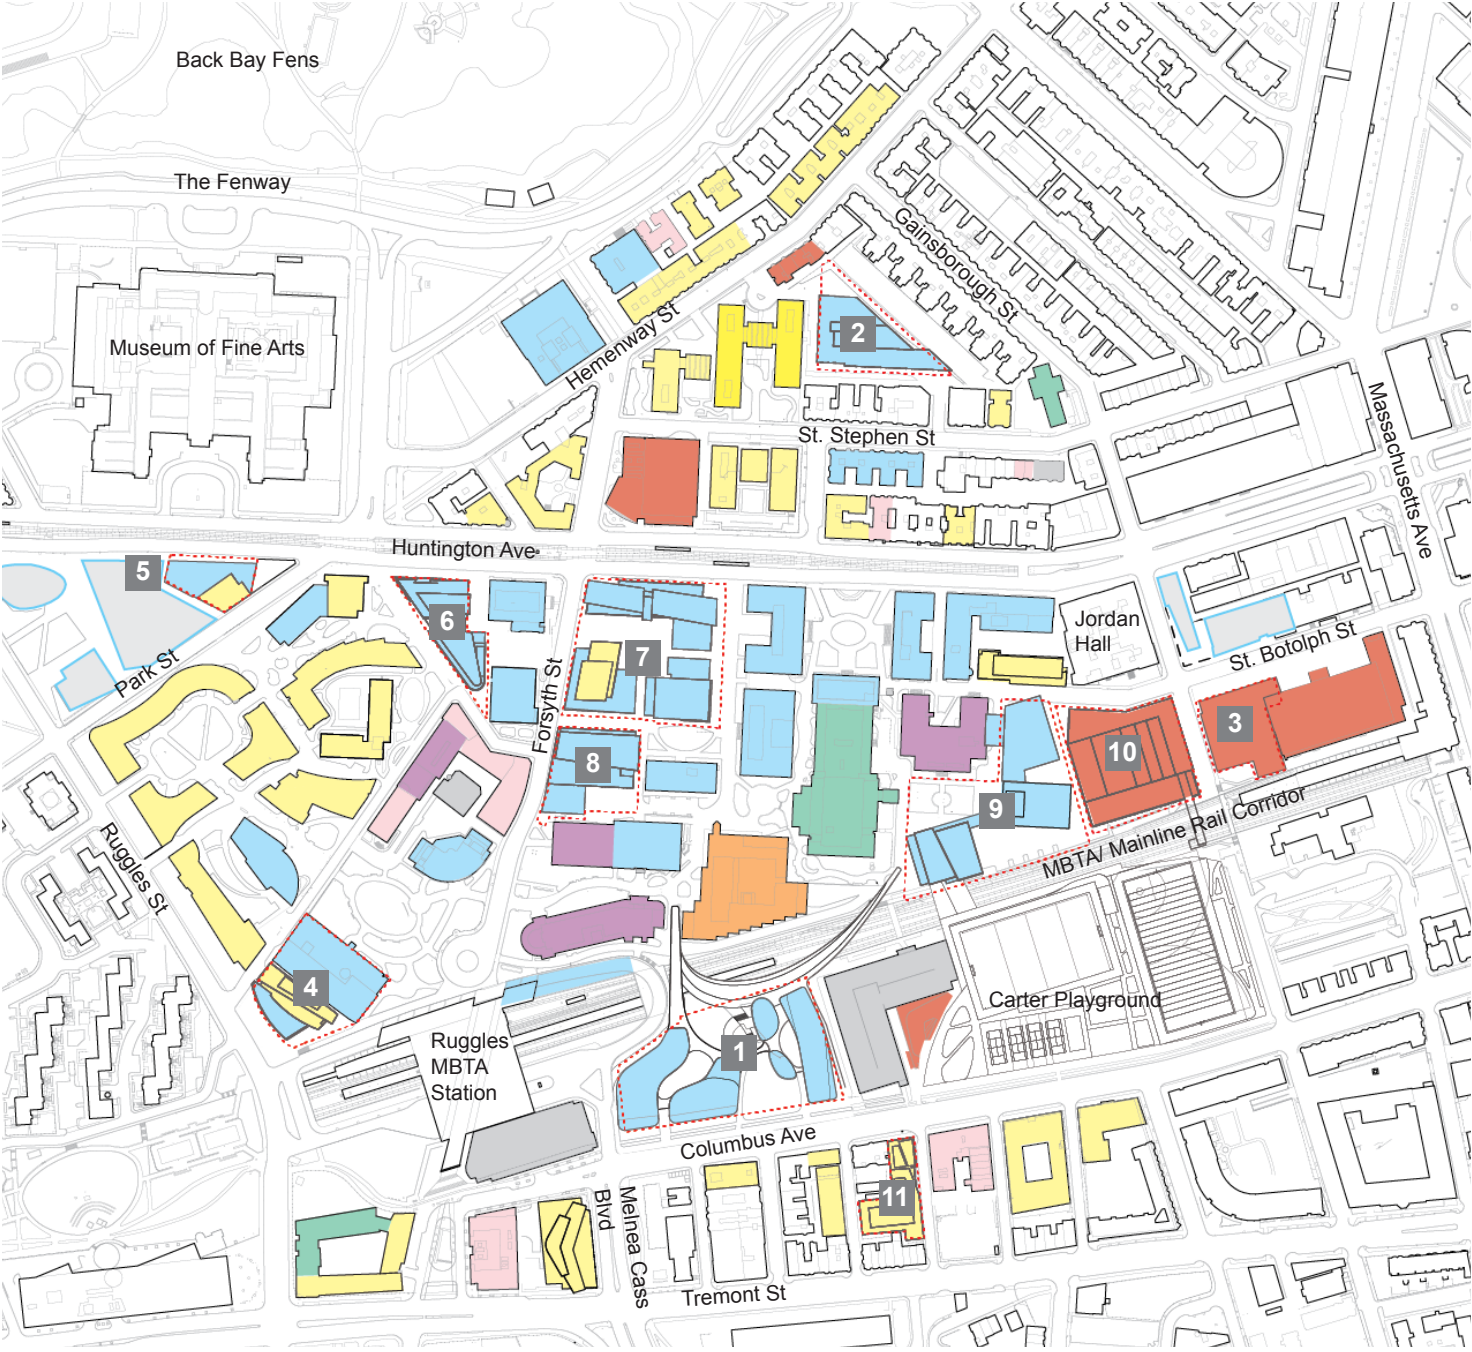 Back Bay Fens
The Fenway
Gainsborough St
Museum of Fine Arts
2
Hemenway St
Massachusetts Ave
St. Stephen St
Huntington Ave
5
6
Jordan
Hall
7
St. Botolph St
Park St
Forsyth St
3
10
8
9
MBTA/ Mainline Rail Corridor
Ruggles St
4
Carter Playground
Ruggles
MBTA
Station
1
Columbus Ave
11
Melnea Cass
Blvd
Tremont St